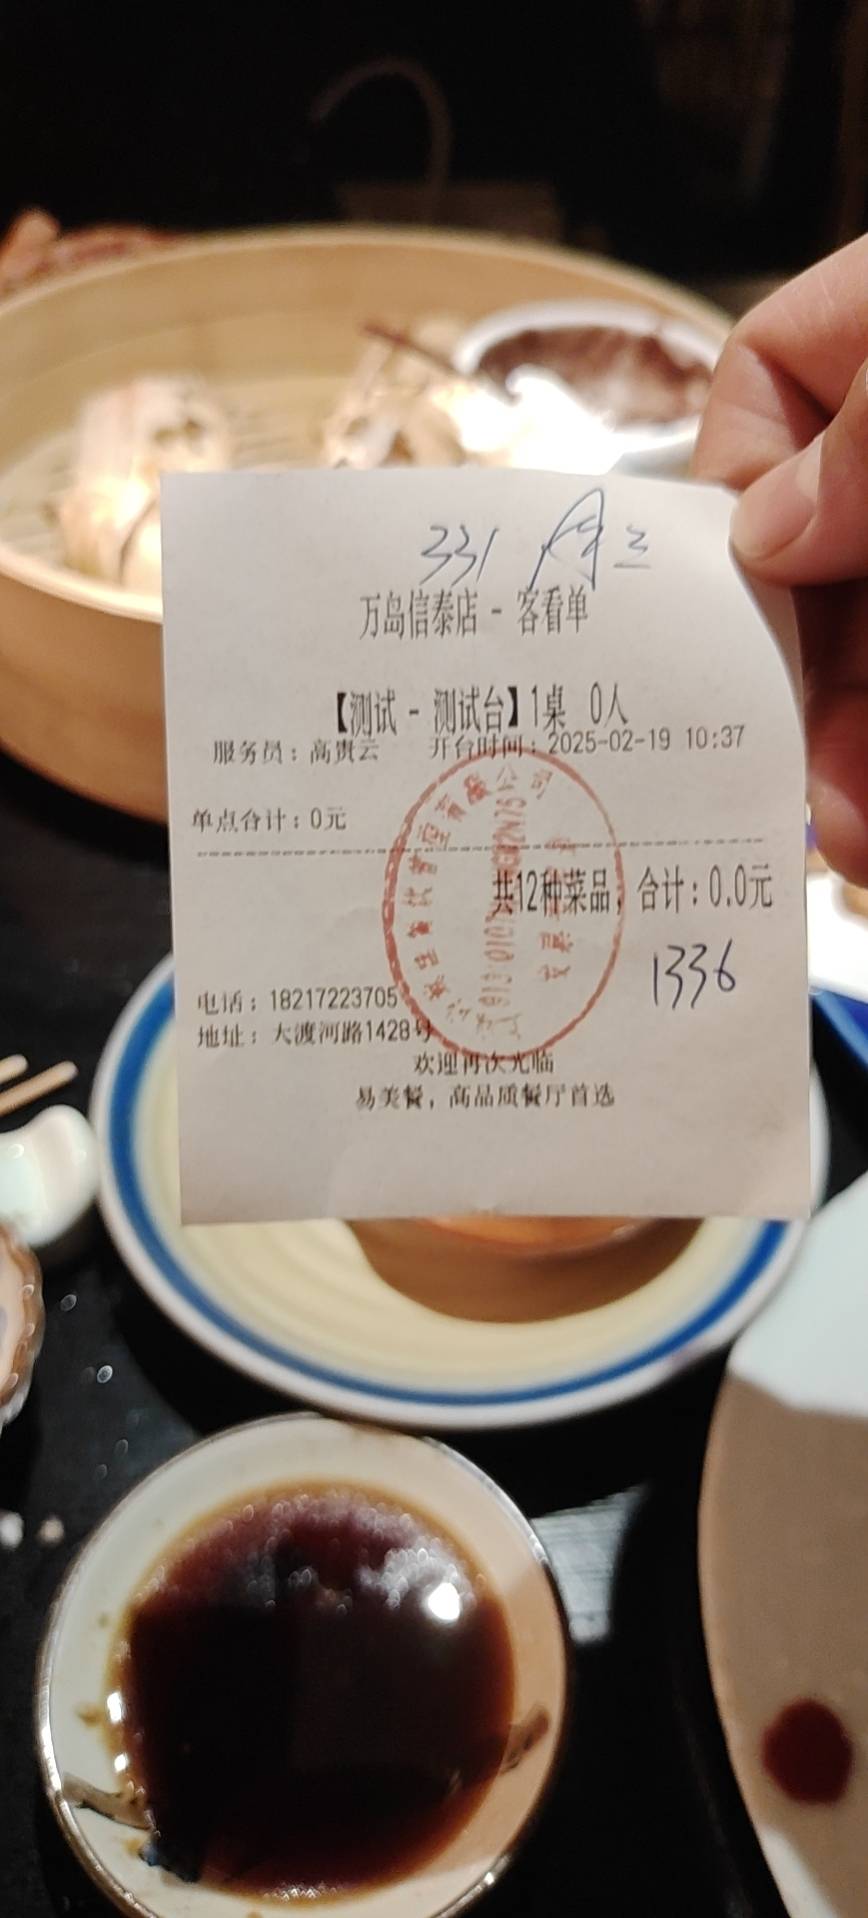 331 周三
万岛信泰店 - 客看单
【测试 - 测试台】1桌 0人
服务员：高贵云 开台时间：2025-02-19 10:37
单点合计：0元
共12种菜品，合计：0.0元
1336
电话：18217223705
地址：大渡河路1428号
欢迎再次光临
易美餐，高品质餐厅首选